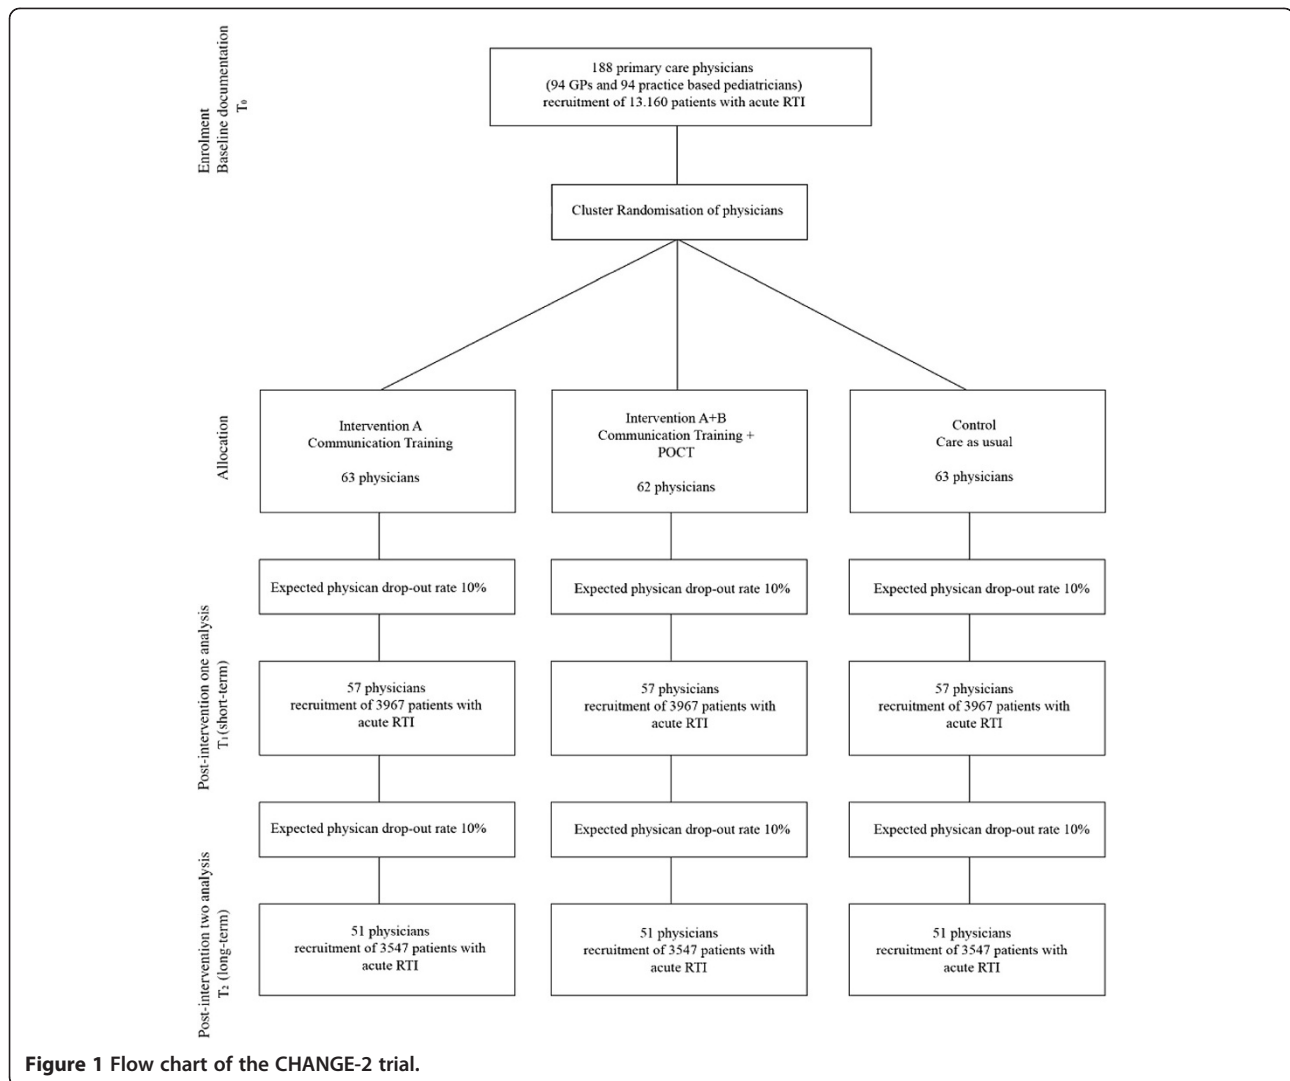 Enrolment
Baseline documentation
T₀
188 primary care physicians
(94 GPs and 94 practice based pediatricians)
recruitment of 13.160 patients with acute RTI
Cluster Randomisation of physicians
Allocation
Intervention A
Communication Training
63 physicians
Intervention A+B
Communication Training +
POCT
62 physicians
Control
Care as usual
63 physicians
Expected physican drop-out rate 10%
Expected physican drop-out rate 10%
Expected physican drop-out rate 10%
Post-intervention one analysis
T₁(short-term)
57 physicians
recruitment of 3967 patients with
acute RTI
57 physicians
recruitment of 3967 patients with
acute RTI
57 physicians
recruitment of 3967 patients with
acute RTI
Expected physican drop-out rate 10%
Expected physican drop-out rate 10%
Expected physican drop-out rate 10%
Post-intervention two analysis
T₂ (long-term)
51 physicians
recruitment of 3547 patients with
acute RTI
51 physicians
recruitment of 3547 patients with
acute RTI
51 physicians
recruitment of 3547 patients with
acute RTI
Figure 1 Flow chart of the CHANGE-2 trial.